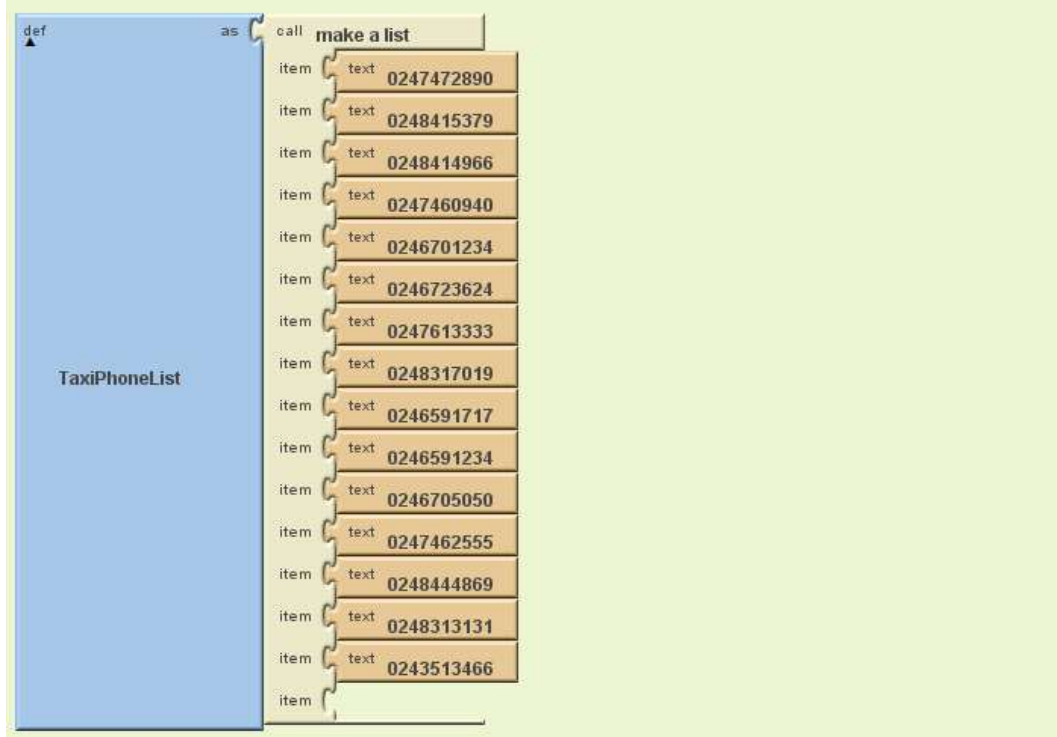 def as call make a list
item text 0247472890
item text 0248415379
item text 0248414966
item text 0247460940
item text 0246701234
item text 0246723624
item text 0247613333
TaxiPhoneList item text 0248317019
item text 0246591717
item text 0246591234
item text 0246705050
item text 0247462555
item text 0248444869
item text 0248313131
item text 0243513466
item